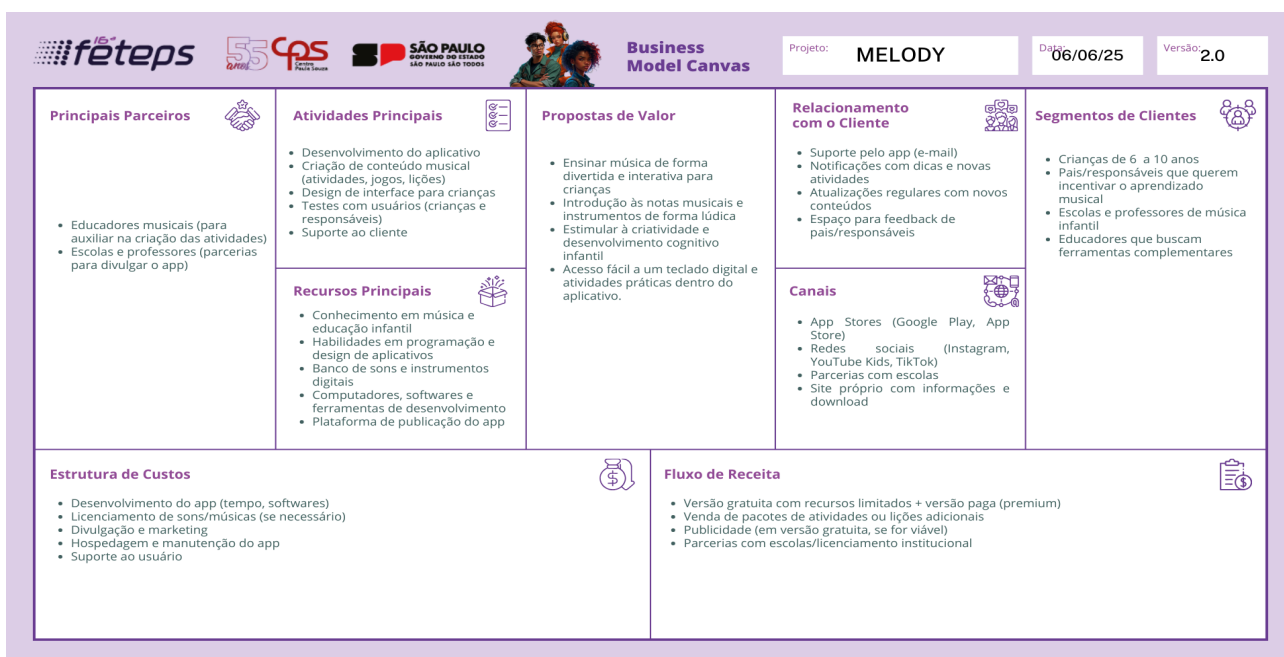 16ª
feteps
55
anos
CPS
Centro
Paula Souza
SÃO PAULO
GOVERNO DO ESTADO
SÃO PAULO SÃO TODOS
Business
Model Canvas
Projeto:
MELODY
Data:
06/06/25
Versão:
2.0
Principais Parceiros
• Educadores musicais (para
auxiliar na criação das atividades)
• Escolas e professores (parcerias
para divulgar o app)
Atividades Principais
• Desenvolvimento do aplicativo
• Criação de conteúdo musical
(atividades, jogos, lições)
• Design de interface para crianças
• Testes com usuários (crianças e
responsáveis)
• Suporte ao cliente
Recursos Principais
• Conhecimento em música e
educação infantil
• Habilidades em programação e
design de aplicativos
• Banco de sons e instrumentos
digitais
• Computadores, softwares e
ferramentas de desenvolvimento
• Plataforma de publicação do app
Propostas de Valor
• Ensinar música de forma
divertida e interativa para
crianças
• Introdução às notas musicais e
instrumentos de forma lúdica
• Estimular à criatividade e
desenvolvimento cognitivo
infantil
• Acesso fácil a um teclado digital e
atividades práticas dentro do
aplicativo.
Relacionamento
com o Cliente
• Suporte pelo app (e-mail)
• Notificações com dicas e novas
atividades
• Atualizações regulares com novos
conteúdos
• Espaço para feedback de
pais/responsáveis
Canais
• App Stores (Google Play, App
Store)
• Redes sociais (Instagram,
YouTube Kids, TikTok)
• Parcerias com escolas
• Site próprio com informações e
download
Segmentos de Clientes
• Crianças de 6 a 10 anos
• Pais/responsáveis que querem
incentivar o aprendizado
musical
• Escolas e professores de música
infantil
• Educadores que buscam
ferramentas complementares
Estrutura de Custos
• Desenvolvimento do app (tempo, softwares)
• Licenciamento de sons/músicas (se necessário)
• Divulgação e marketing
• Hospedagem e manutenção do app
• Suporte ao usuário
Fluxo de Receita
• Versão gratuita com recursos limitados + versão paga (premium)
• Venda de pacotes de atividades ou lições adicionais
• Publicidade (em versão gratuita, se for viável)
• Parcerias com escolas/licenciamento institucional